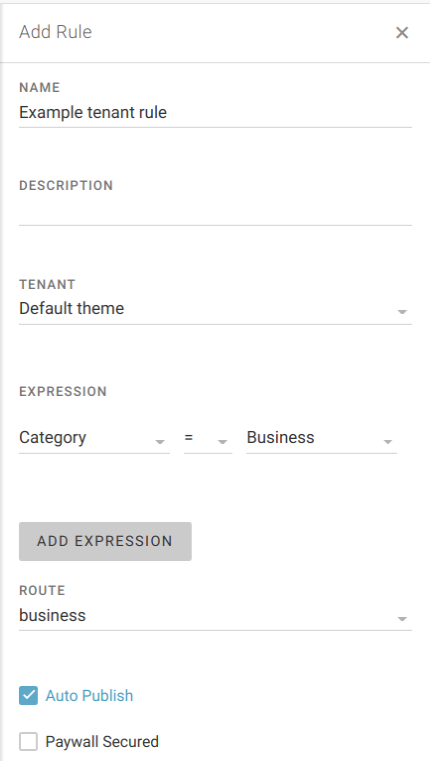 Add Rule ×
NAME
Example tenant rule
DESCRIPTION
TENANT
Default theme
EXPRESSION
Category = Business
ADD EXPRESSION
ROUTE
business
Auto Publish
Paywall Secured